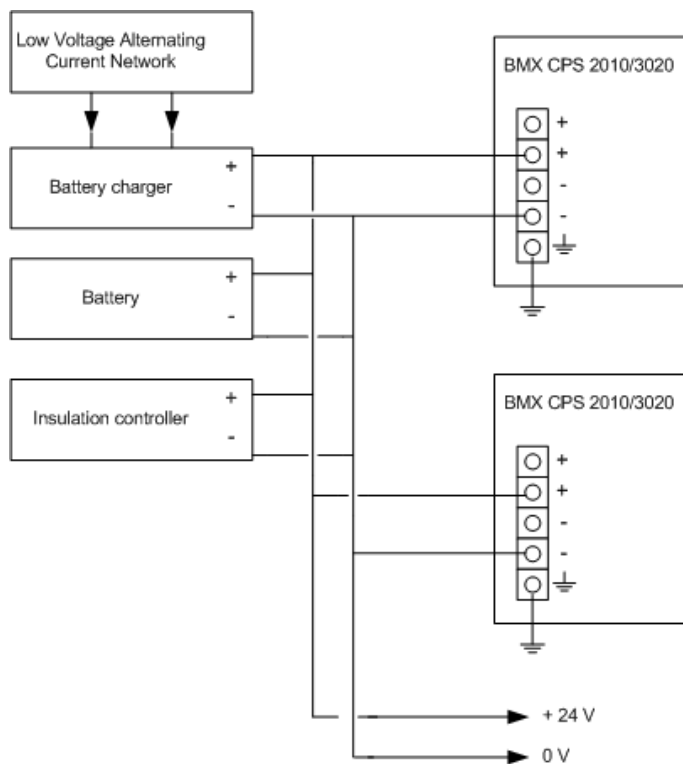 Low Voltage Alternating
Current Network
BMX CPS 2010/3020
+
+
-
-
Battery charger
+
-
Battery
+
-
Insulation controller
+
-
BMX CPS 2010/3020
+
+
-
-
+ 24 V
0 V